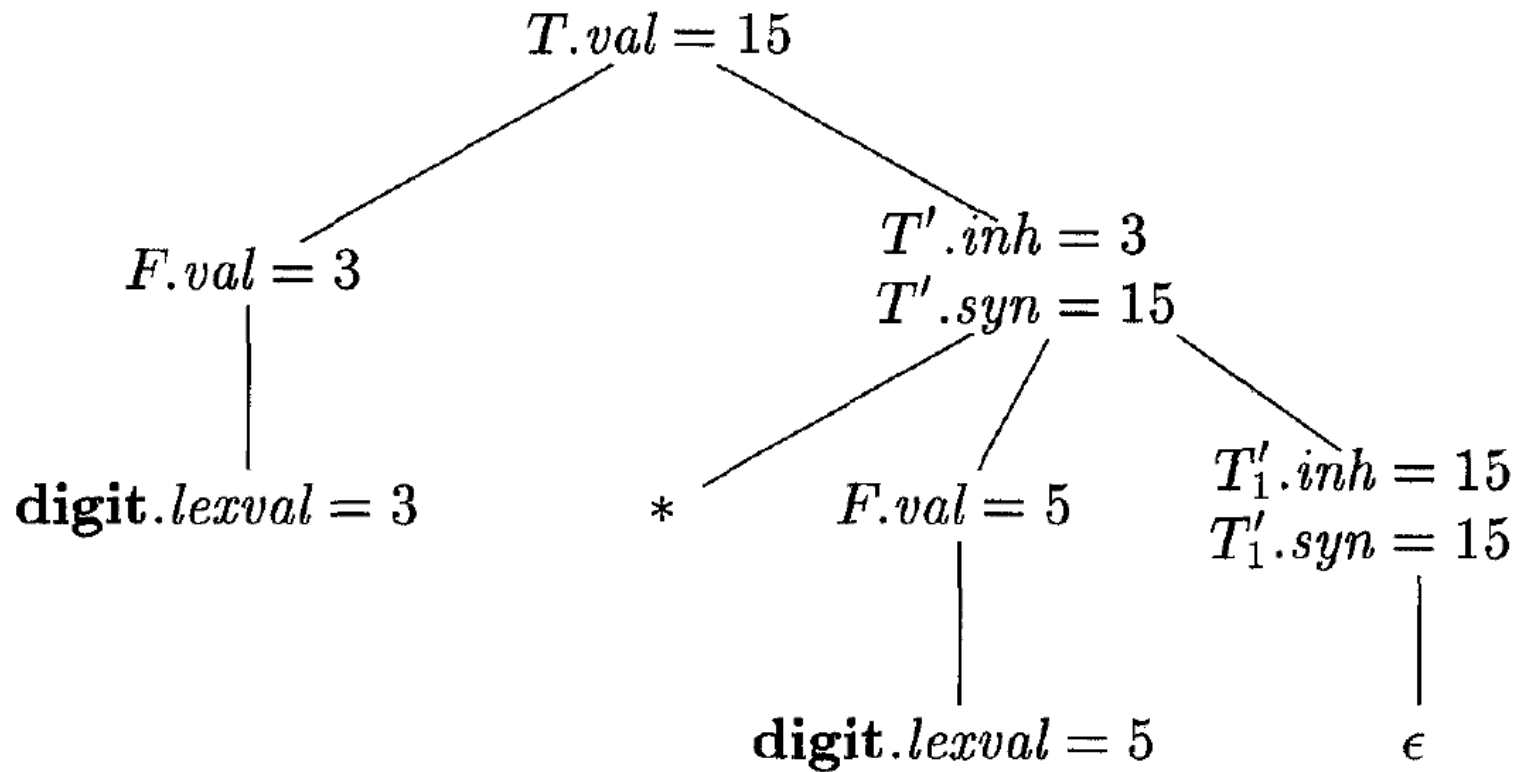 T.val = 15
F.val = 3
T′.inh = 3
T′.syn = 15
digit.lexval = 3
*
F.val = 5
T′₁.inh = 15
T′₁.syn = 15
digit.lexval = 5
ϵ